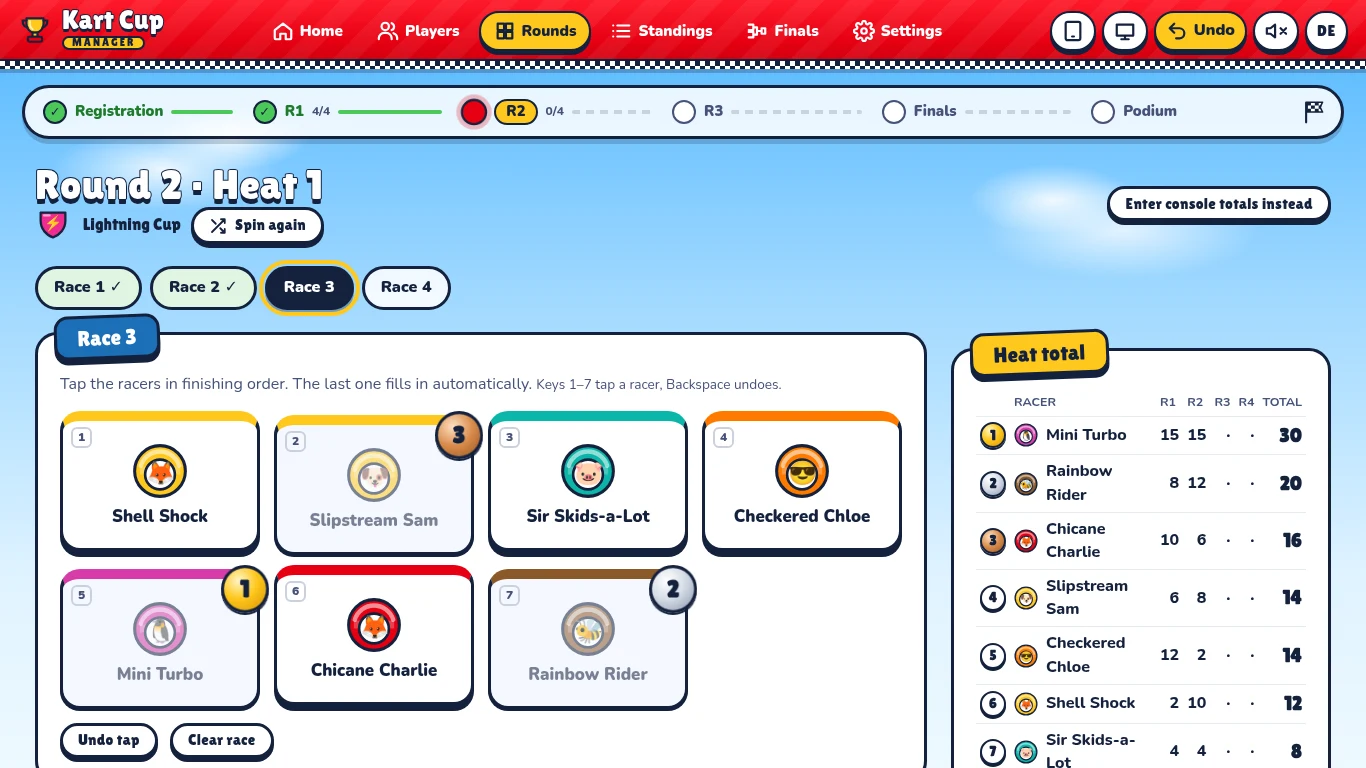 Kart Cup
MANAGER
Home
Players
Rounds
Standings
Finals
Settings
Undo
DE
Registration
R1 4/4
R2 0/4
R3
Finals
Podium
Round 2 · Heat 1
Lightning Cup
Spin again
Enter console totals instead
Race 1 ✓
Race 2 ✓
Race 3
Race 4
Race 3
Tap the racers in finishing order. The last one fills in automatically. Keys 1–7 tap a racer, Backspace undoes.
1
Shell Shock
2
3
Slipstream Sam
3
Sir Skids-a-Lot
4
Checkered Chloe
5
1
Mini Turbo
6
Chicane Charlie
7
2
Rainbow Rider
Undo tap
Clear race
Heat total
RACER R1 R2 R3 R4 TOTAL
1 Mini Turbo 15 15 · · 30
2 Rainbow
Rider 8 12 · · 20
3 Chicane
Charlie 10 6 · · 16
4 Slipstream
Sam 6 8 · · 14
5 Checkered
Chloe 12 2 · · 14
6 Shell Shock 2 10 · · 12
7 Sir Skids-a-
Lot 4 4 · · 8